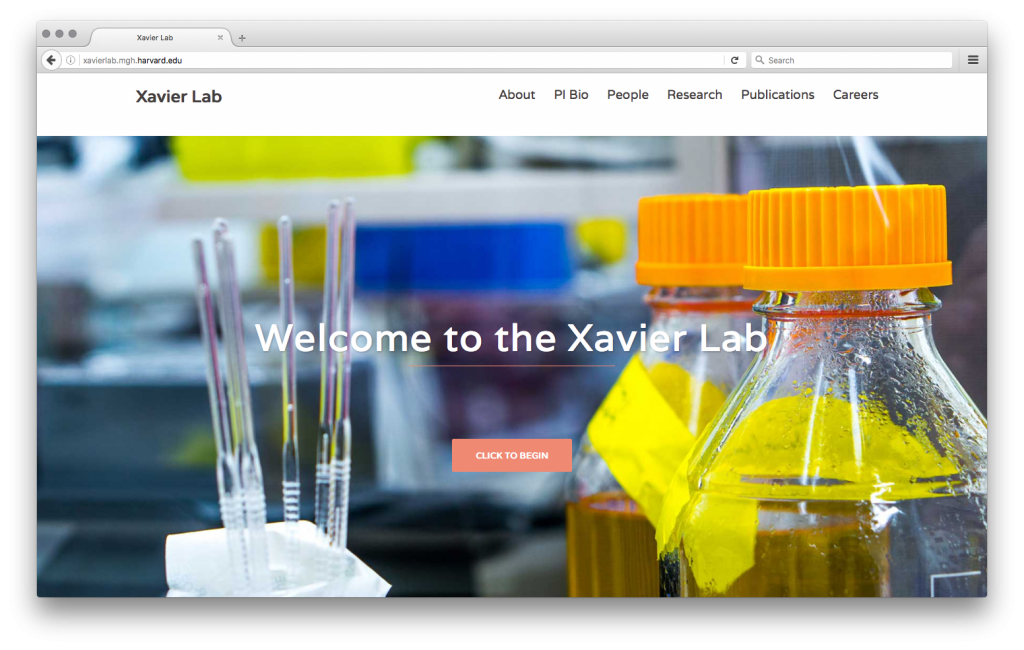 Xavier Lab
xavierlab.mgh.harvard.edu
Search
Xavier Lab
About PI Bio People Research Publications Careers
Welcome to the Xavier Lab
CLICK TO BEGIN